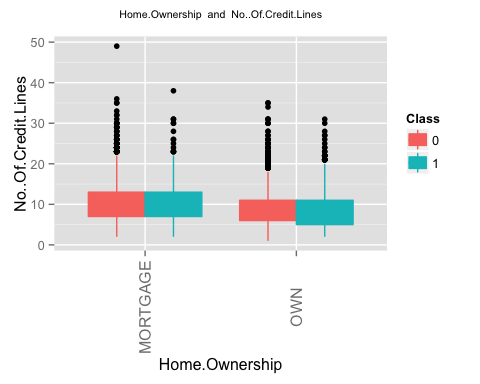 Home.Ownership and No..Of.Credit.Lines
No..Of.Credit.Lines
50
40
30
20
10
0
MORTGAGE
OWN
Home.Ownership
Class
0
1